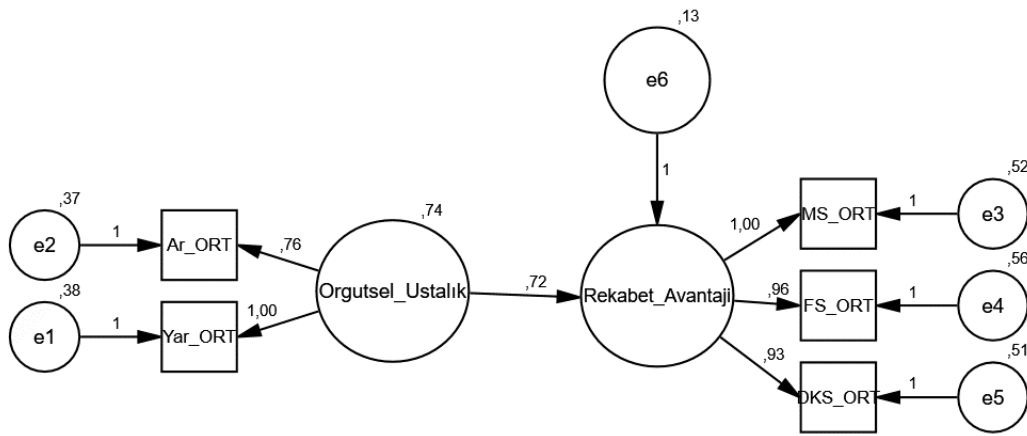 ,13
e6
1
,37
e2
1
Ar_ORT
,76
,38
e1
1
Yar_ORT
1,00
,74
Orgutsel_Ustalık
,72
Rekabet_Avantaji
1,00
MS_ORT
1
,52
e3
,96
FS_ORT
1
,56
e4
,93
DKS_ORT
1
,51
e5